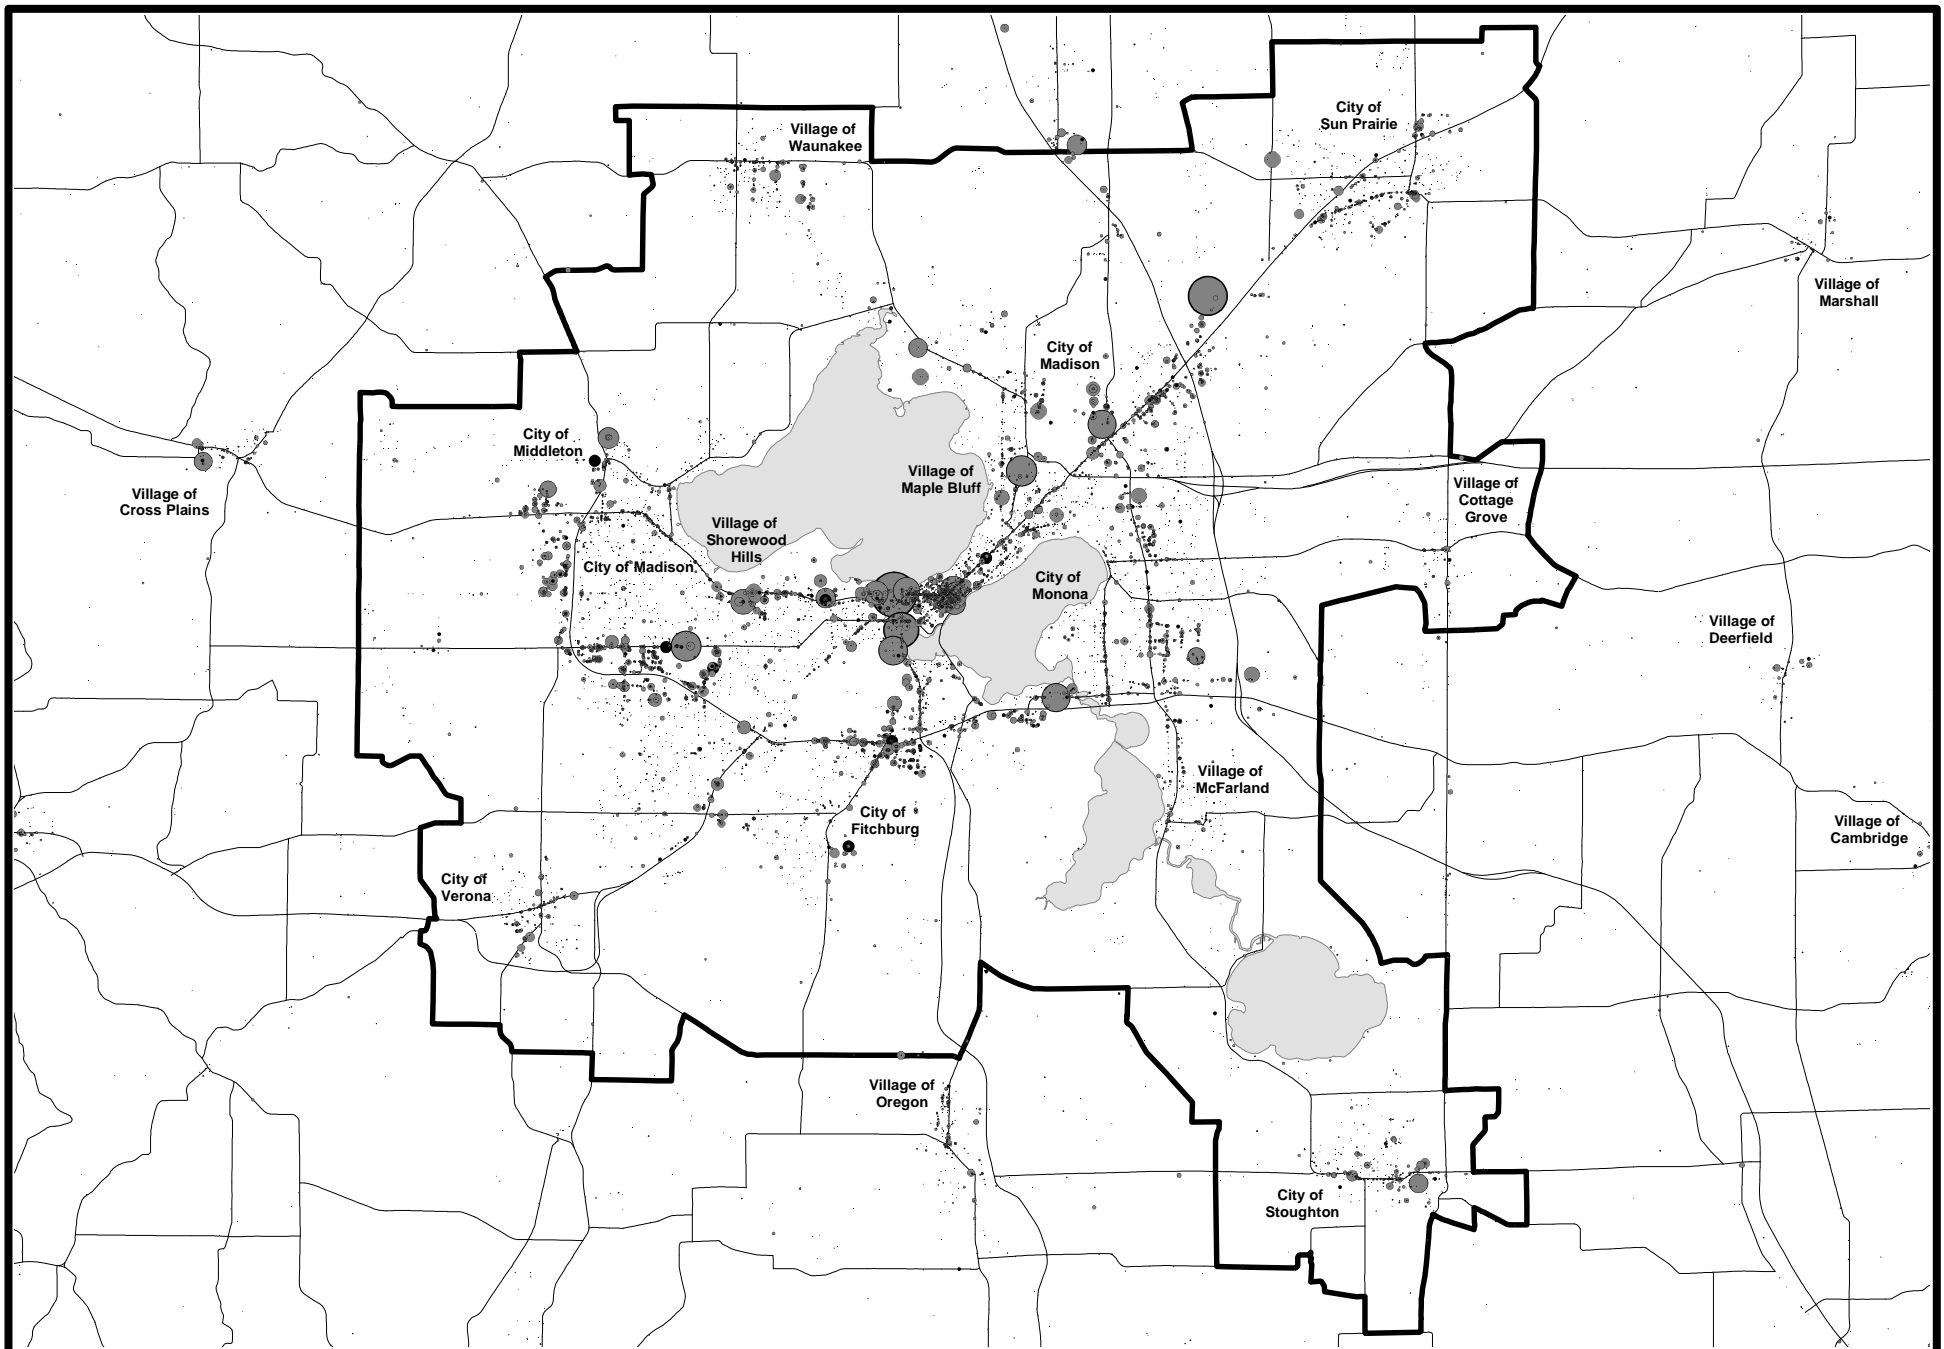 City of
Sun Prairie
Village of
Waunakee
Village of
Marshall
City of
Madison
City of
Middleton
Village of
Maple Bluff
Village of
Cross Plains
Village of
Cottage
Grove
Village of
Shorewood
Hills
City of Madison
City of
Monona
Village of
Deerfield
Village of
McFarland
City of
Fitchburg
Village of
Cambridge
City of
Verona
Village of
Oregon
City of
Stoughton